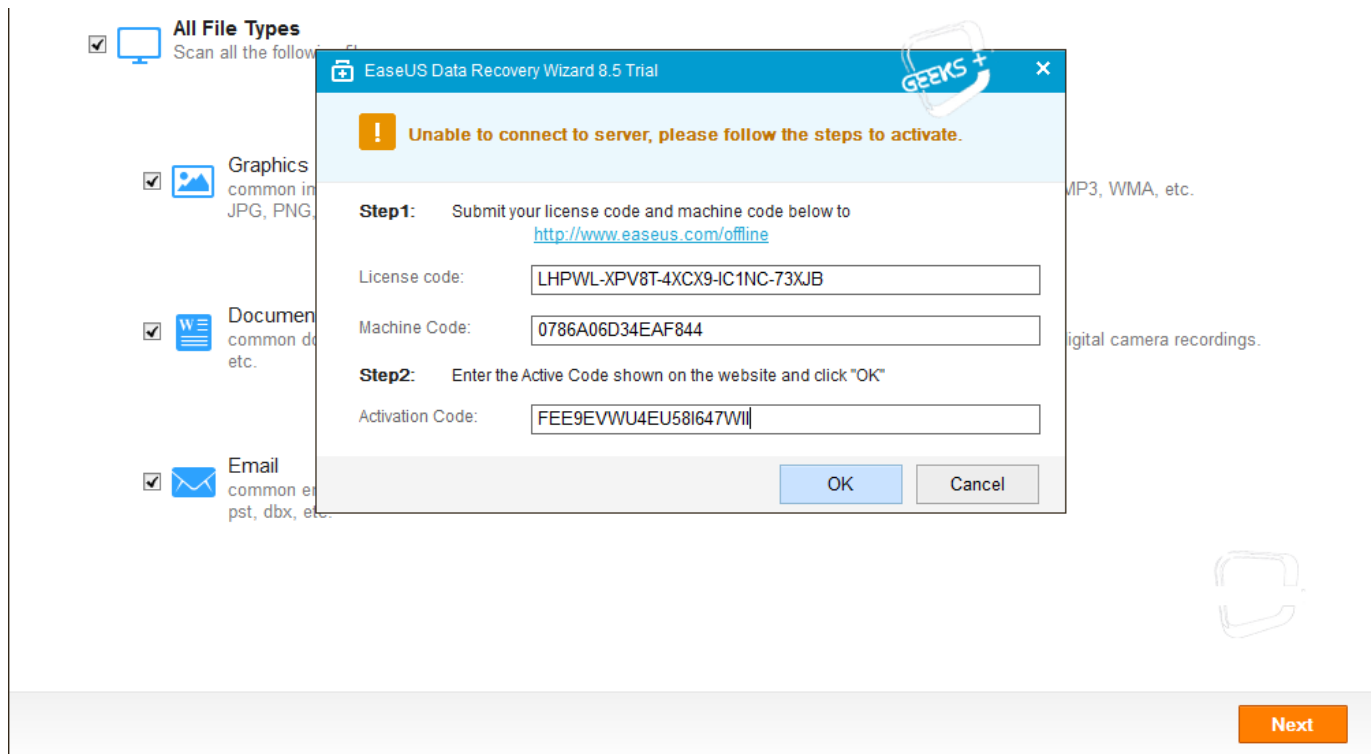 All File Types
Scan all the followi
EaseUS Data Recovery Wizard 8.5 Trial
GEEKS +
Unable to connect to server, please follow the steps to activate.
Graphics
common im
JPG, PNG,
MP3, WMA, etc.
Step1: Submit your license code and machine code below to
http://www.easeus.com/offline
License code: LHPWL-XPV8T-4XCX9-IC1NC-73XJB
Machine Code: 0786A06D34EAF844
Documen
common do
etc.
igital camera recordings.
Step2: Enter the Active Code shown on the website and click "OK"
Activation Code: FEE9EVWU4EU58I647WII
Email
common em
pst, dbx, etc.
OK
Cancel
Next